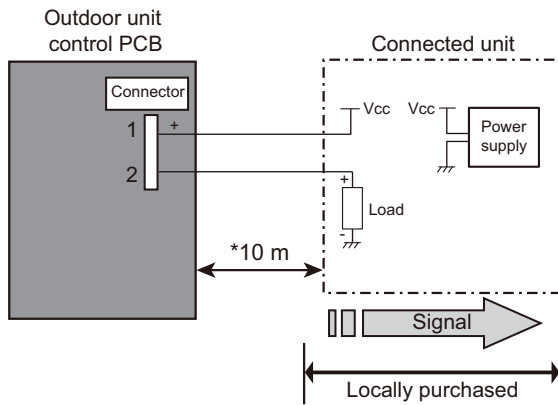 Outdoor unit
control PCB
Connected unit
Connector
1
+
2
Vcc
Vcc
Power
supply
+
Load
-
*10 m
Signal
Locally purchased